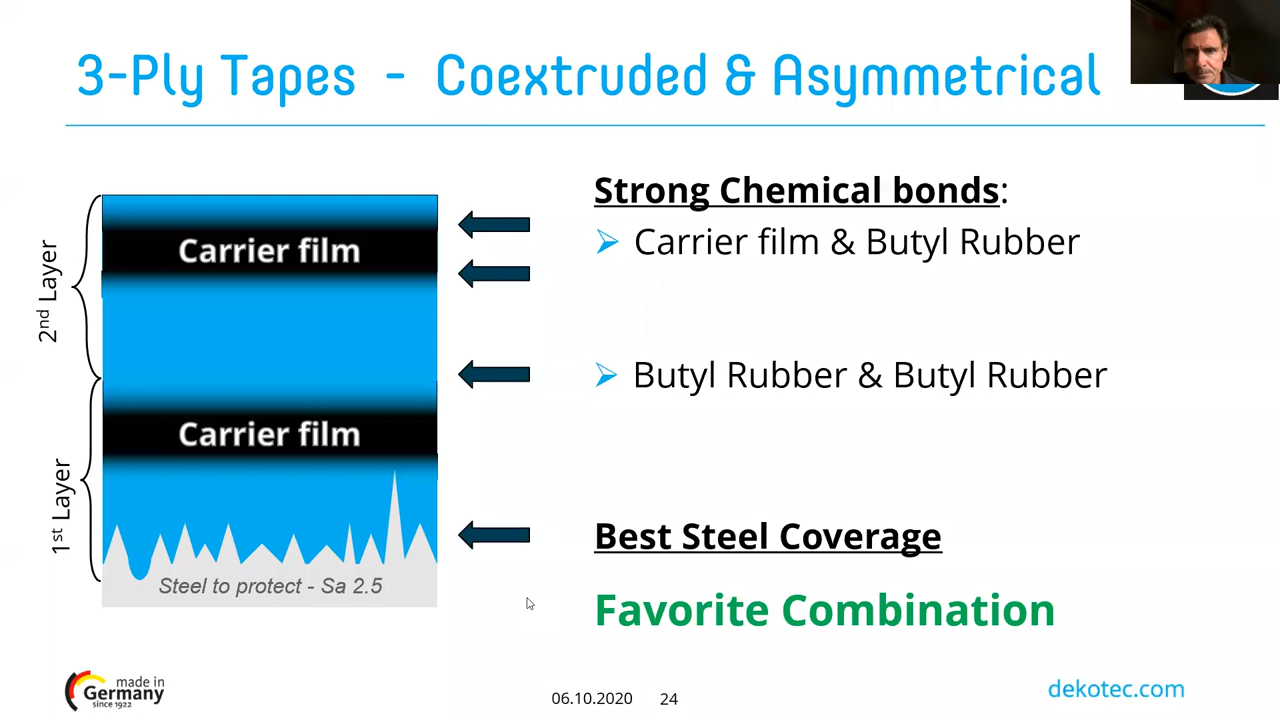 3-Ply Tapes - Coextruded & Asymmetrical
Strong Chemical bonds:
Carrier film & Butyl Rubber
Butyl Rubber & Butyl Rubber
Best Steel Coverage
Favorite Combination
2nd Layer
Carrier film
1st Layer
Carrier film
Steel to protect - Sa 2.5
made in
Germany
since 1922
06.10.2020 24
dekotec.com